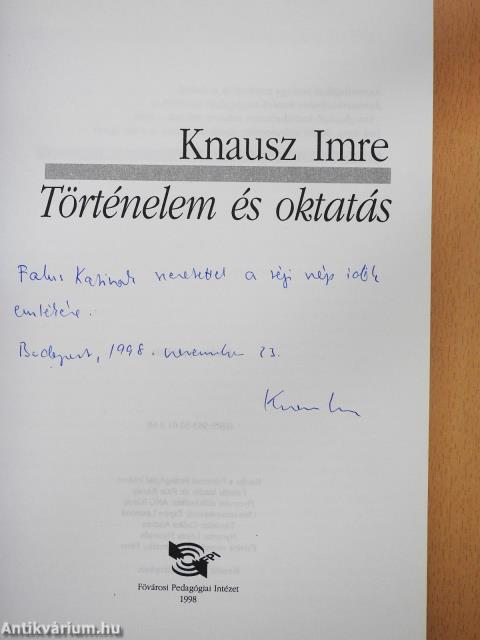 Knausz Imre
Történelem és oktatás
Falus Katinak szeretettel a régi szép idők
emlékére.
Budapest, 1998. november 23.
FPI
Fővárosi Pedagógiai Intézet
1998
Antikvárium.hu